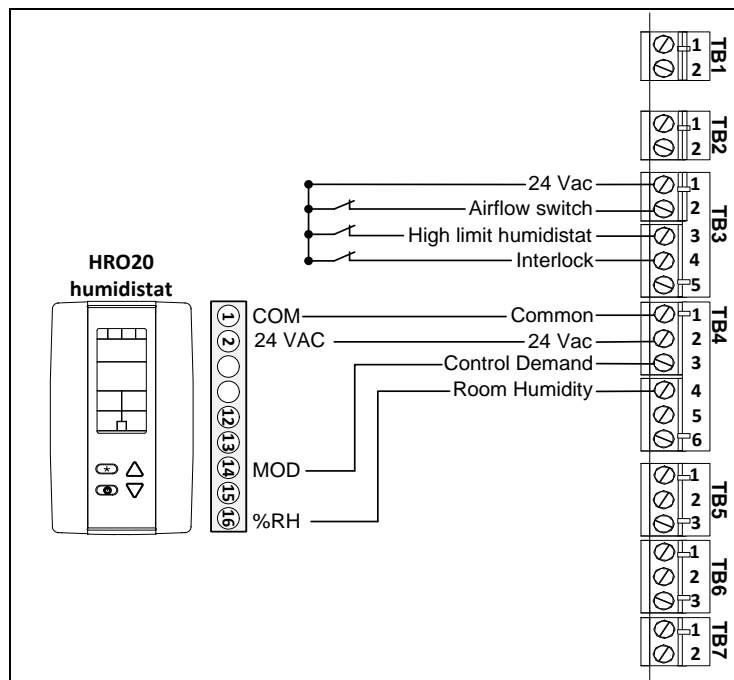 1
2
TB1
1
2
TB2
24 Vac 1
Airflow switch 2
High limit humidistat 3
Interlock 4
5
TB3
HRO20
humidistat
1 COM Common 1
2 24 VAC 24 Vac 2
Control Demand 3
Room Humidity 4
12 5
13 6
TB4
14 MOD
15
16 %RH
1
2
3
TB5
1
2
3
TB6
1
2
TB7